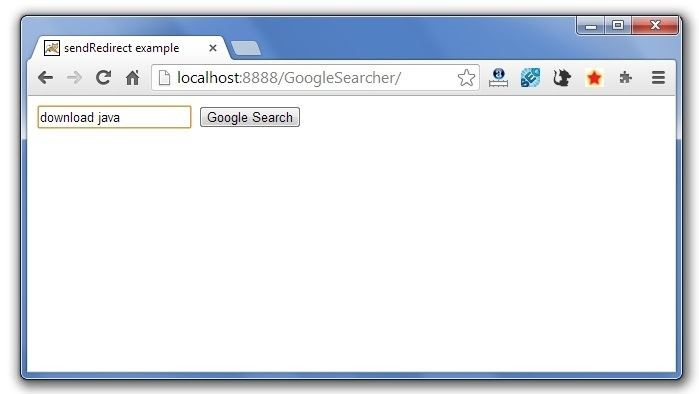 sendRedirect example
localhost:8888/GoogleSearcher/
download java
Google Search